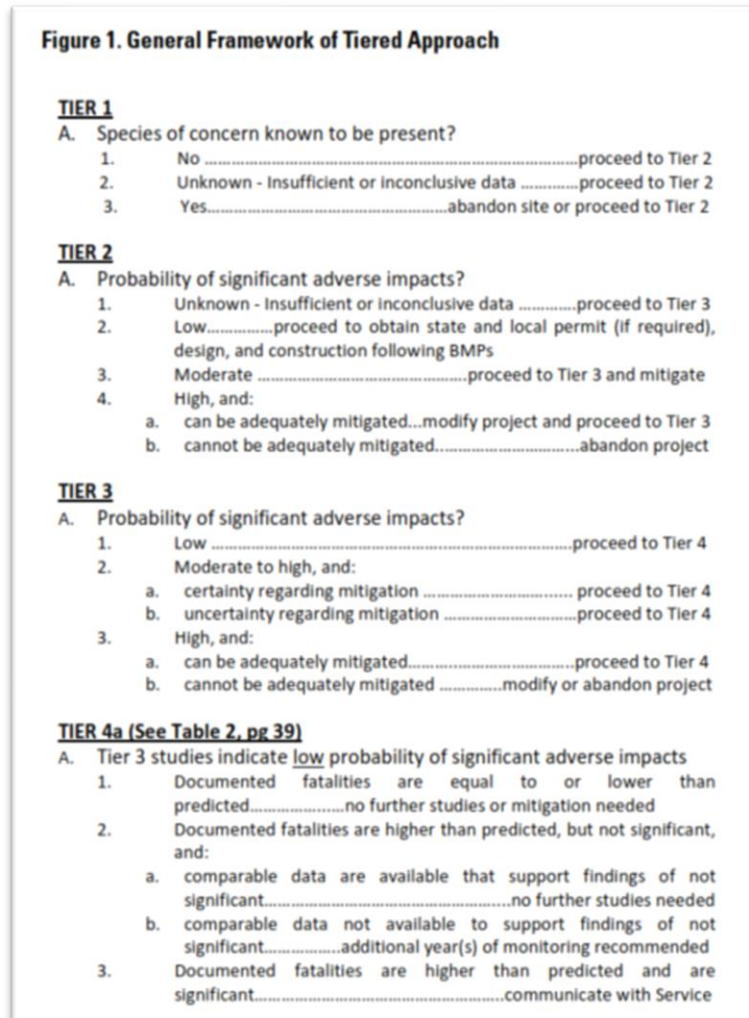 Figure 1. General Framework of Tiered Approach
TIER 1
A. Species of concern known to be present?
1. No ........................................proceed to Tier 2
2. Unknown - Insufficient or inconclusive data .............proceed to Tier 2
3. Yes........................................abandon site or proceed to Tier 2
TIER 2
A. Probability of significant adverse impacts?
1. Unknown - Insufficient or inconclusive data .............proceed to Tier 3
2. Low...............proceed to obtain state and local permit (if required),
design, and construction following BMPs
3. Moderate ........................................proceed to Tier 3 and mitigate
4. High, and:
a. can be adequately mitigated...modify project and proceed to Tier 3
b. cannot be adequately mitigated..............................abandon project
TIER 3
A. Probability of significant adverse impacts?
1. Low ........................................proceed to Tier 4
2. Moderate to high, and:
a. certainty regarding mitigation .............................. proceed to Tier 4
b. uncertainty regarding mitigation ..............................proceed to Tier 4
3. High, and:
a. can be adequately mitigated..............................proceed to Tier 4
b. cannot be adequately mitigated ..............modify or abandon project
TIER 4a (See Table 2, pg 39)
A. Tier 3 studies indicate low probability of significant adverse impacts
1. Documented fatalities are equal to or lower than
predicted.....................no further studies or mitigation needed
2. Documented fatalities are higher than predicted, but not significant,
and:
a. comparable data are available that support findings of not
significant........................................no further studies needed
b. comparable data not available to support findings of not
significant..................additional year(s) of monitoring recommended
3. Documented fatalities are higher than predicted and are
significant........................................communicate with Service